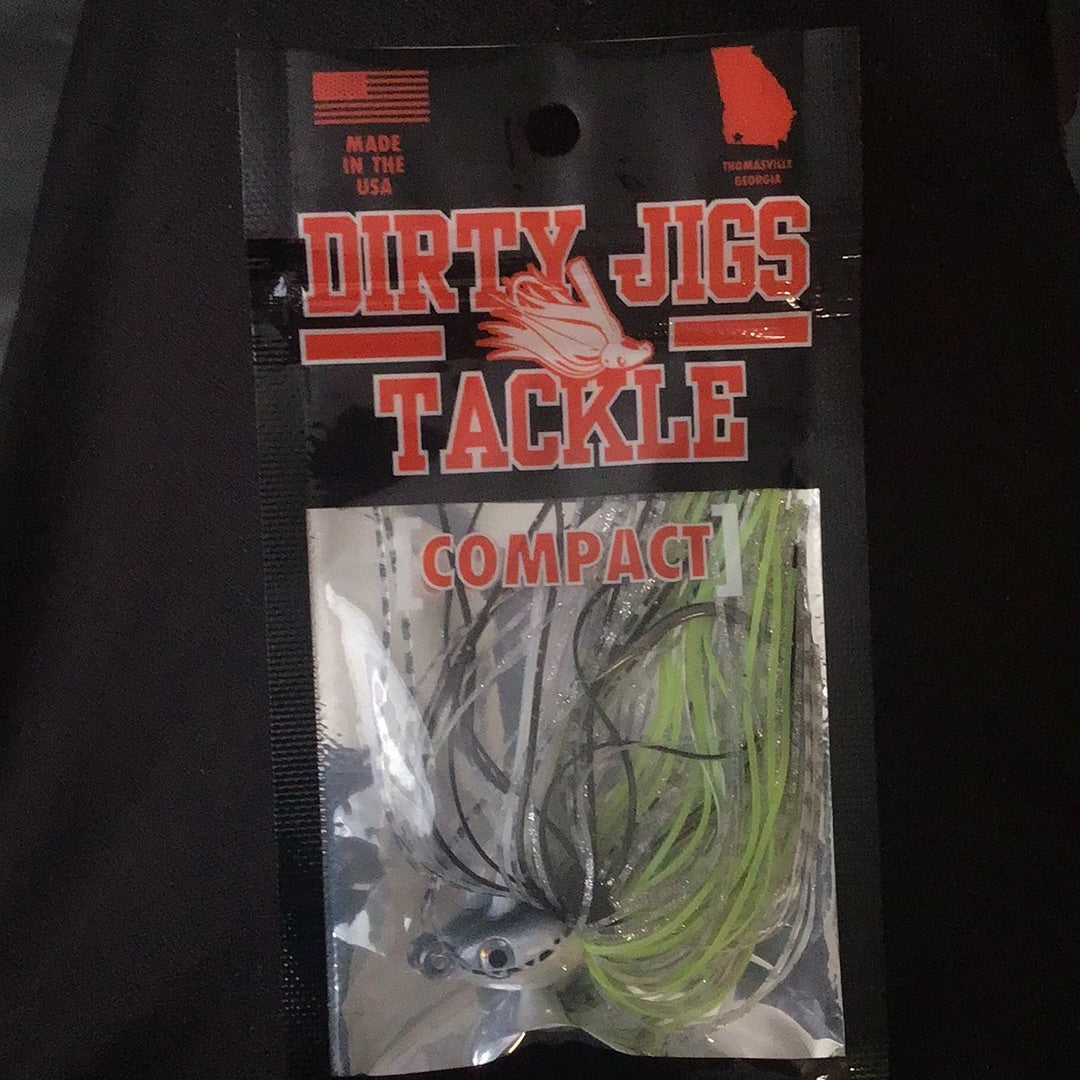 MADE
IN THE
USA
THOMASVILLE
GEORGIA
DIRTY JIGS
TACKLE
[COMPACT]